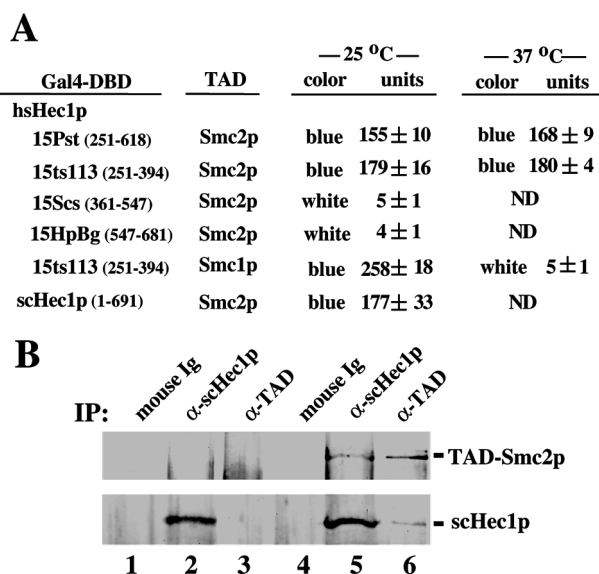 A
25 °C 37 °C
Gal4-DBD TAD color units color units
hsHec1p
15Pst (251-618) Smc2p blue 155 ± 10 blue 168 ± 9
15ts113 (251-394) Smc2p blue 179 ± 16 blue 180 ± 4
15Scs (361-547) Smc2p white 5 ± 1 ND
15HpBg (547-681) Smc2p white 4 ± 1 ND
15ts113 (251-394) Smc1p blue 258 ± 18 white 5 ± 1
scHec1p (1-691) Smc2p blue 177 ± 33 ND
B
IP: mouse Ig α-scHec1p α-TAD mouse Ig α-scHec1p α-TAD
TAD-Smc2p
scHec1p
1 2 3 4 5 6